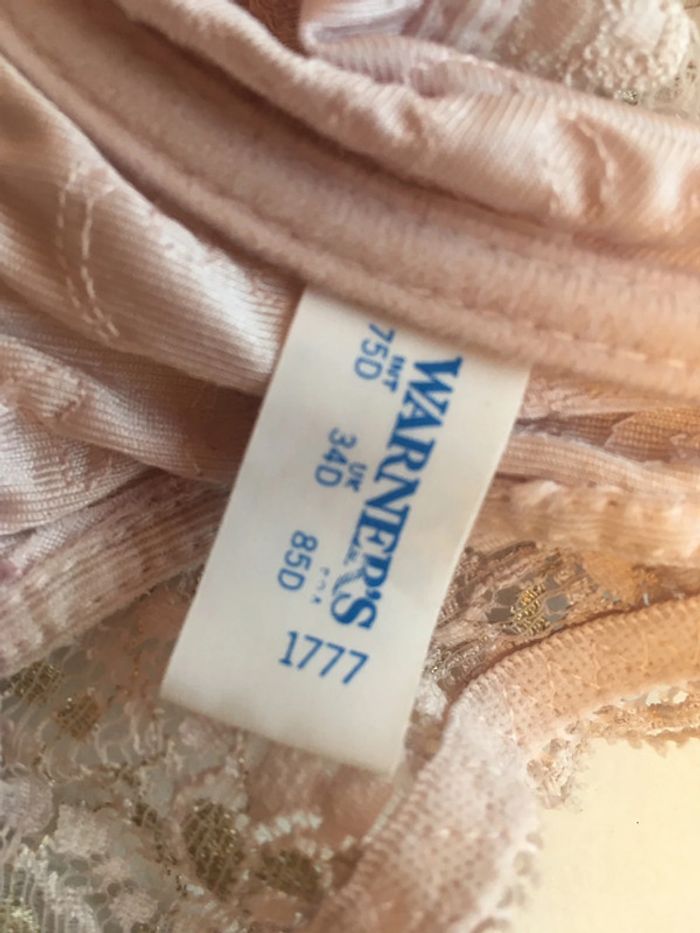 WARNER'S
INT UK
75D 34D 85D
1777